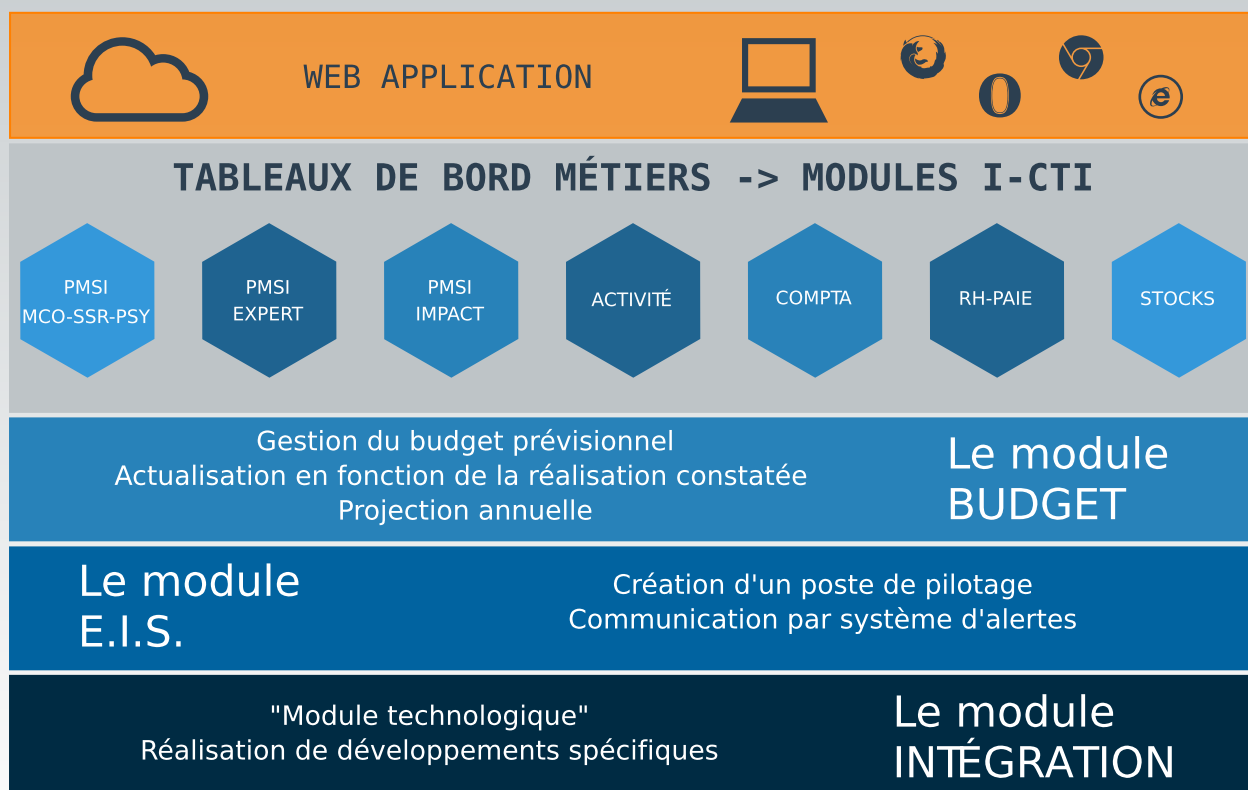 WEB APPLICATION
TABLEAUX DE BORD MÉTIERS -> MODULES I-CTI
PMSI
MCO-SSR-PSY
PMSI
EXPERT
PMSI
IMPACT
ACTIVITÉ
COMPTA
RH-PAIE
STOCKS
Gestion du budget prévisionnel
Actualisation en fonction de la réalisation constatée
Projection annuelle
Le module
BUDGET
Le module
E.I.S.
Création d'un poste de pilotage
Communication par système d'alertes
"Module technologique"
Réalisation de développements spécifiques
Le module
INTÉGRATION